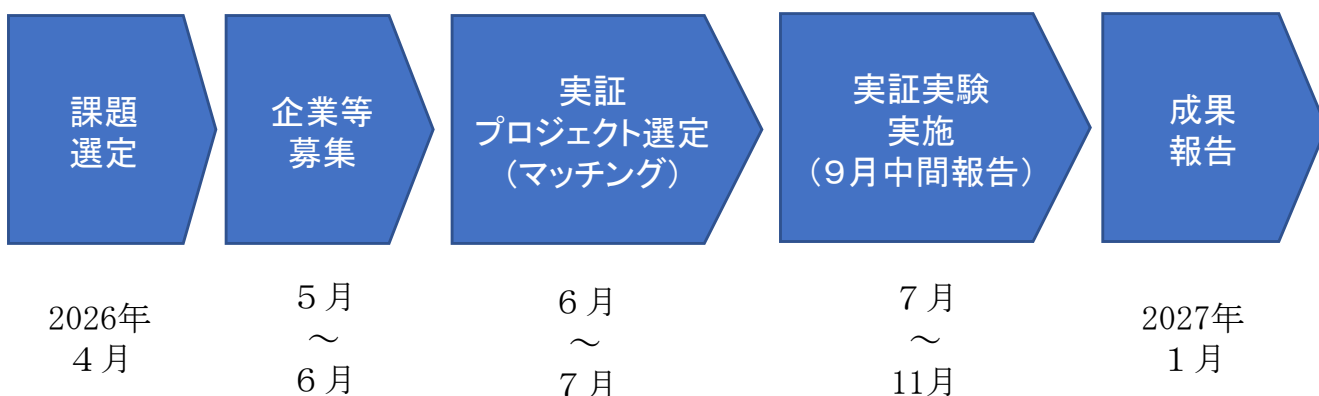 課題
選定
企業等
募集
実証
プロジェクト選定
（マッチング）
実証実験
実施
（９月中間報告）
成果
報告
2026年
４月
５月
～
６月
６月
～
７月
７月
～
11月
2027年
１月